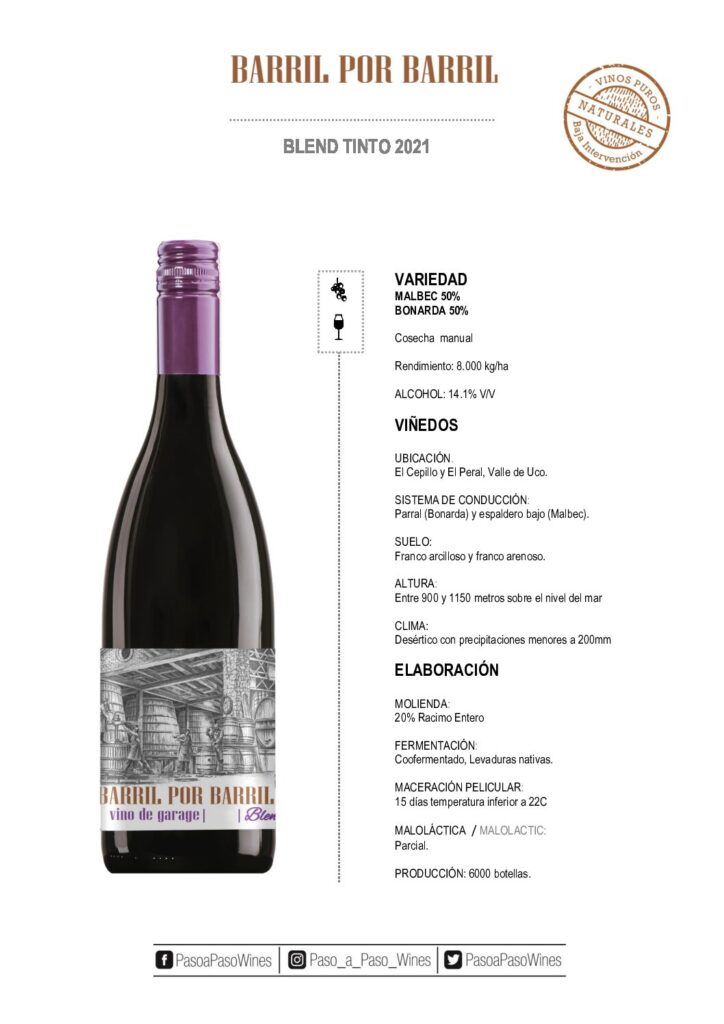 BARRIL POR BARRIL
BLEND TINTO 2021
· VINOS PUROS ·
NATURALES
Baja Intervención
VARIEDAD
MALBEC 50%
BONARDA 50%
Cosecha manual
Rendimiento: 8.000 kg/ha
ALCOHOL: 14.1% V/V
VIÑEDOS
UBICACIÓN.
El Cepillo y El Peral, Valle de Uco.
SISTEMA DE CONDUCCIÓN:
Parral (Bonarda) y espaldero bajo (Malbec).
SUELO:
Franco arcilloso y franco arenoso.
ALTURA:
Entre 900 y 1150 metros sobre el nivel del mar
CLIMA:
Desértico con precipitaciones menores a 200mm
ELABORACIÓN
MOLIENDA:
20% Racimo Entero
FERMENTACIÓN:
Coofermentado, Levaduras nativas.
MACERACIÓN PELICULAR:
15 días temperatura inferior a 22C
MALOLÁCTICA / MALOLACTIC:
Parcial.
PRODUCCIÓN: 6000 botellas.
BARRIL POR BARRIL
vino de garage| | Blen
PasoaPasoWines | Paso_a_Paso_Wines | PasoaPasoWines